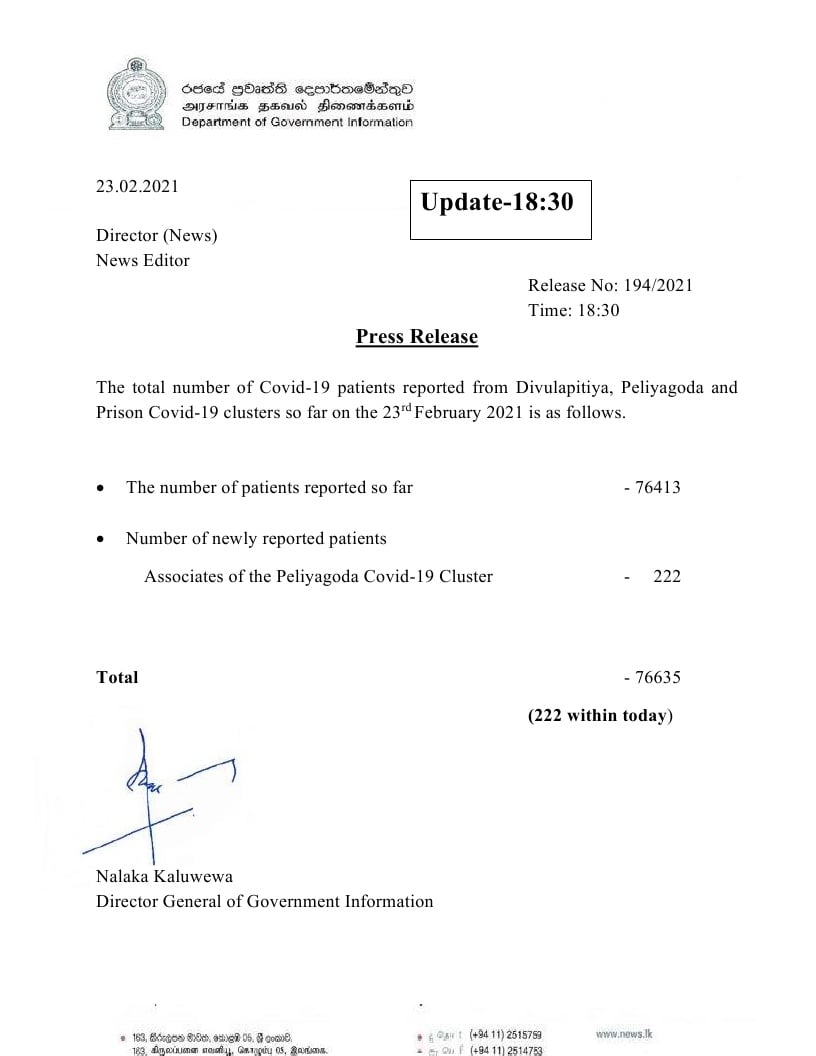 රජයේ ප්‍රවෘත්ති දෙපාර්තමේන්තුව
அரசாங்க தகவல் திணைக்களம்
Department of Government Information
23.02.2021
Update-18:30
Director (News)
News Editor
Release No: 194/2021
Time: 18:30
Press Release
The total number of Covid-19 patients reported from Divulapitiya, Peliyagoda and
Prison Covid-19 clusters so far on the 23rd February 2021 is as follows.
• The number of patients reported so far - 76413
• Number of newly reported patients
Associates of the Peliyagoda Covid-19 Cluster - 222
Total - 76635
(222 within today)
Nalaka Kaluwewa
Director General of Government Information
163, කිරුලපන මාවත, කොළඹ 05, ශ්‍රී ලංකාව. (+94 11) 2515759 www.news.lk
163, கிருலப்பனை எவனியூ, கொழும்பு 05, இலங்கை. (+94 11) 2514753